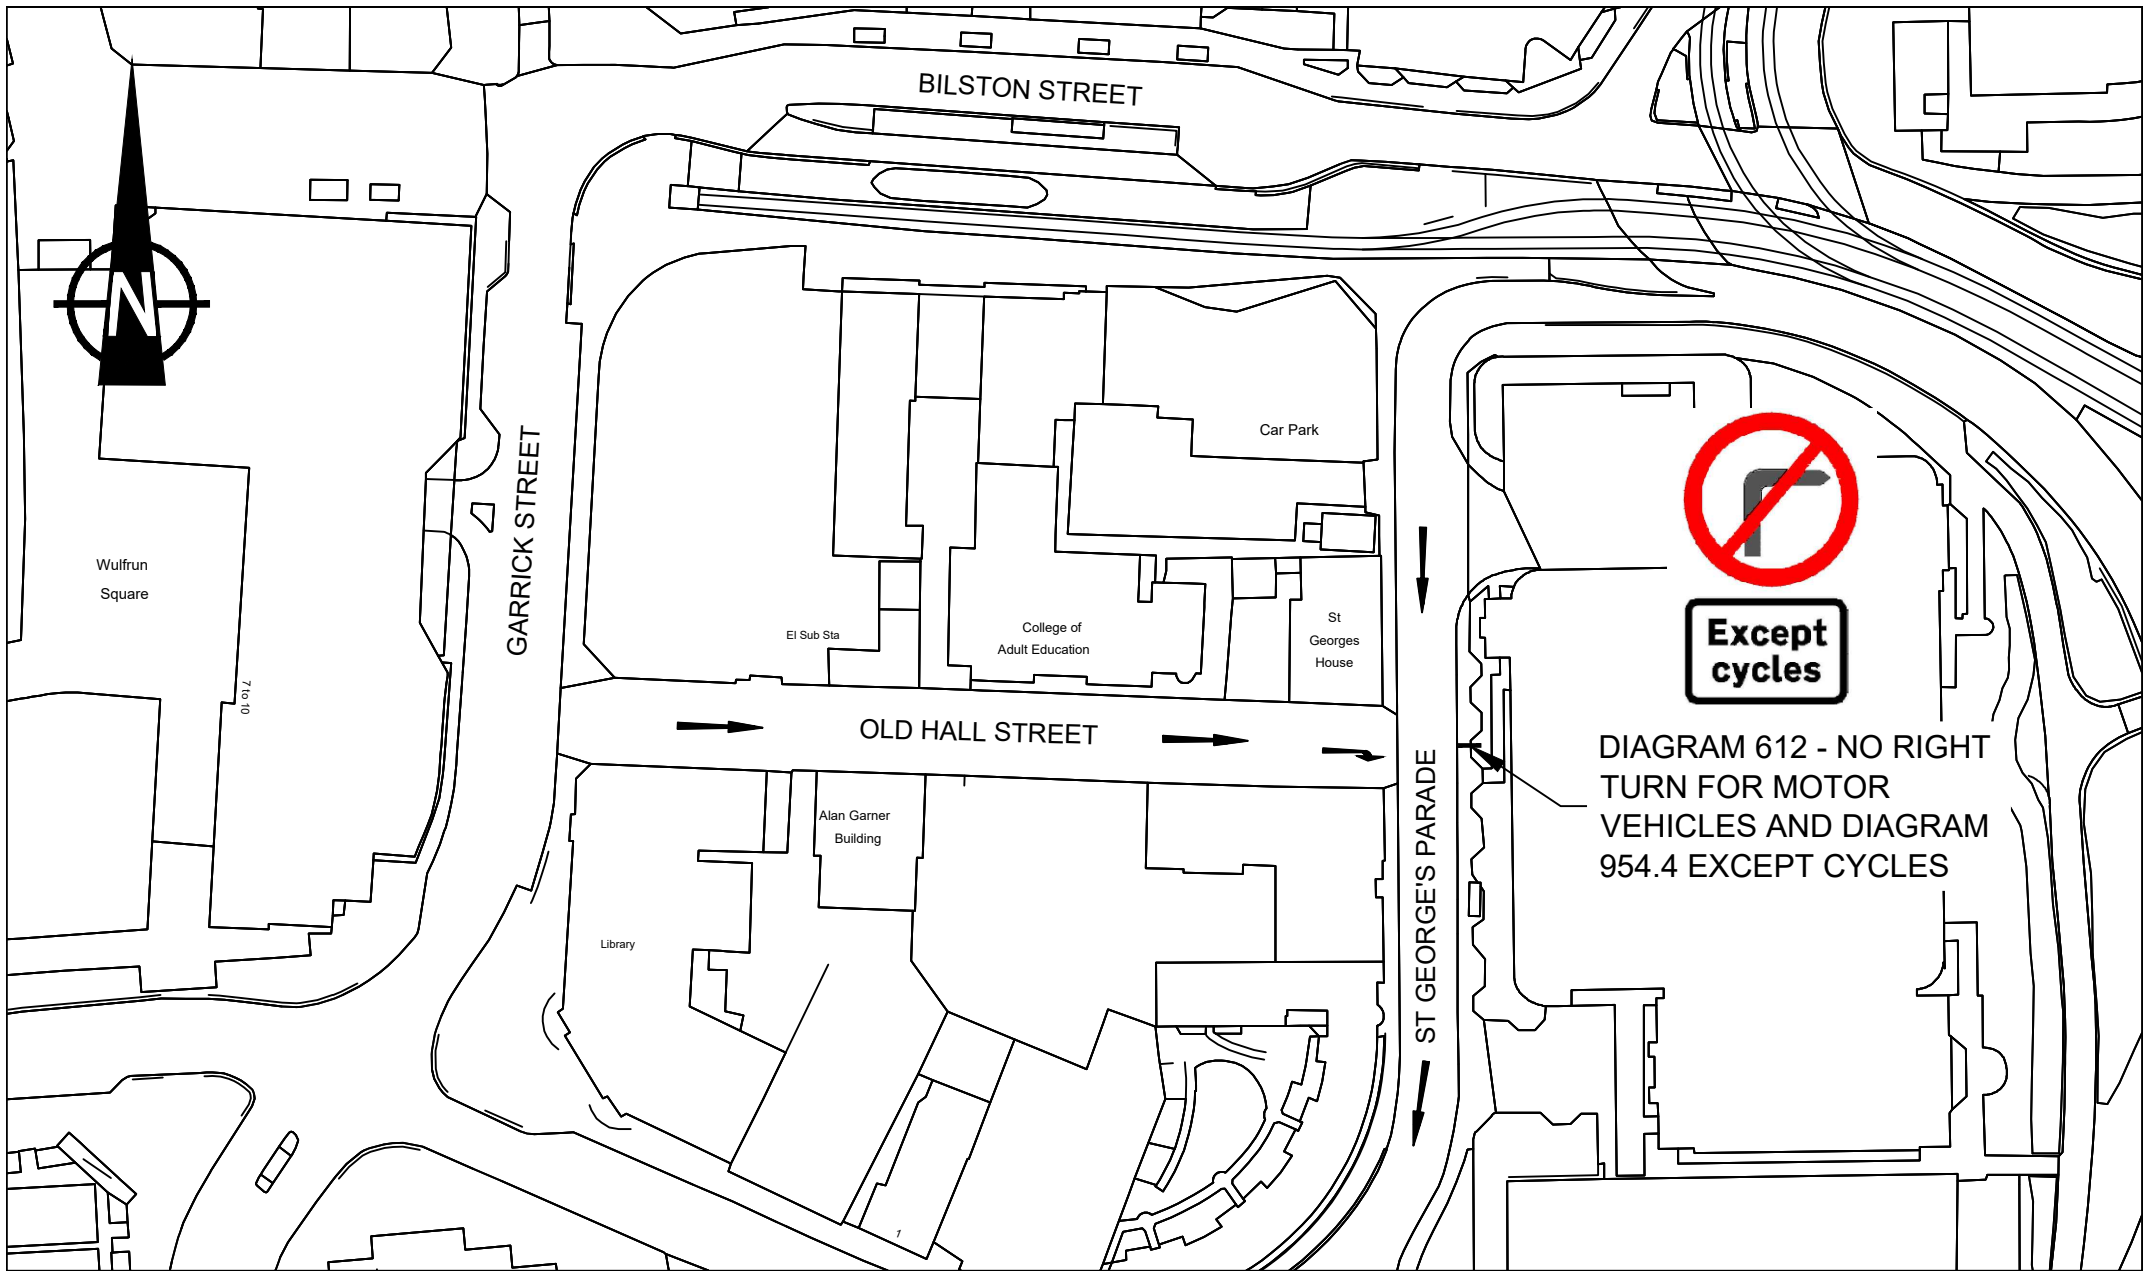 BILSTON STREET
N
GARRICK STREET
Car Park
Wulfrun
Square
7 to 10
El Sub Sta
College of
Adult Education
St
Georges
House
Except
cycles
OLD HALL STREET
ST GEORGE'S PARADE
DIAGRAM 612 - NO RIGHT
TURN FOR MOTOR
VEHICLES AND DIAGRAM
954.4 EXCEPT CYCLES
Alan Garner
Building
Library
1